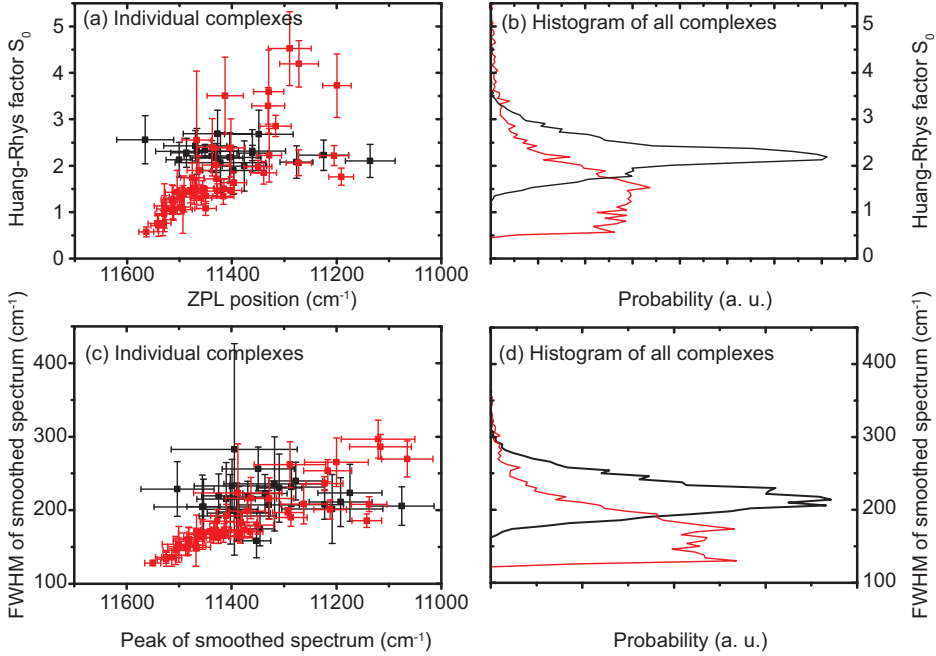 (a) Individual complexes
(b) Histogram of all complexes
Huang-Rhys factor S0
5
4
3
2
1
0
11600
11400
11200
11000
ZPL position (cm-1)
Probability (a. u.)
5
4
3
2
1
0
Huang-Rhys factor S0
(c) Individual complexes
(d) Histogram of all complexes
FWHM of smoothed spectrum (cm-1)
400
300
200
100
11600
11400
11200
11000
Peak of smoothed spectrum (cm-1)
Probability (a. u.)
400
300
200
100
FWHM of smoothed spectrum (cm-1)